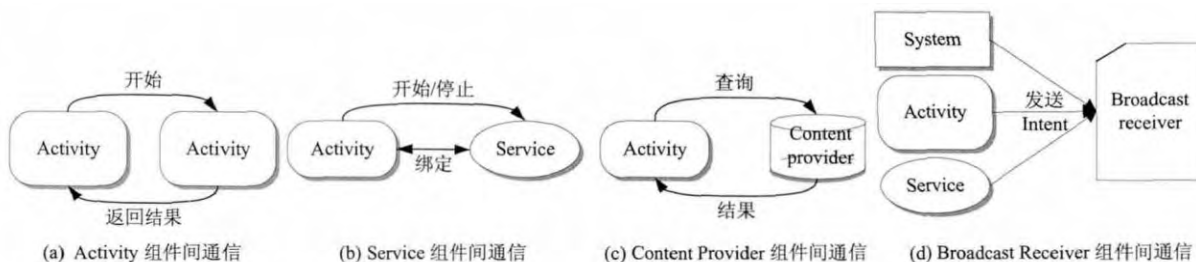 开始
Activity
Activity
返回结果
(a) Activity 组件间通信
开始/停止
Activity
绑定
Service
(b) Service 组件间通信
查询
Activity
Content
provider
结果
(c) Content Provider 组件间通信
System
Activity
Service
发送
Intent
Broadcast
receiver
(d) Broadcast Receiver 组件间通信